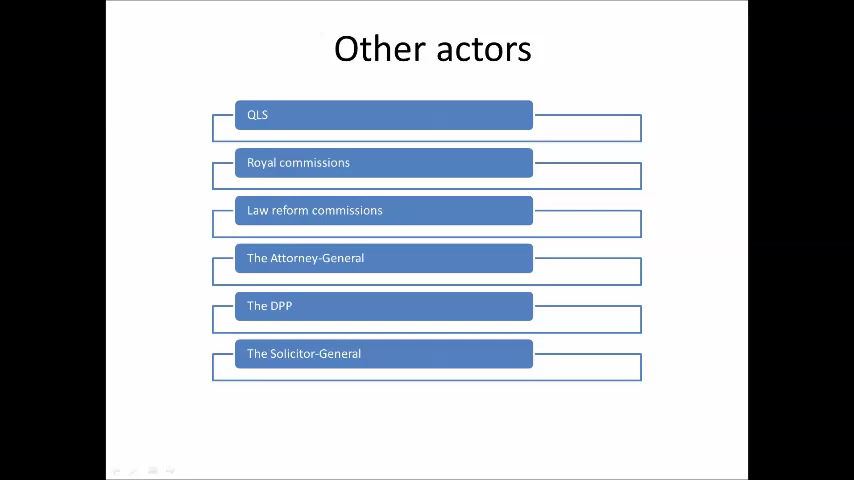 Other actors
QLS
Royal commissions
Law reform commissions
The Attorney-General
The DPP
The Solicitor-General